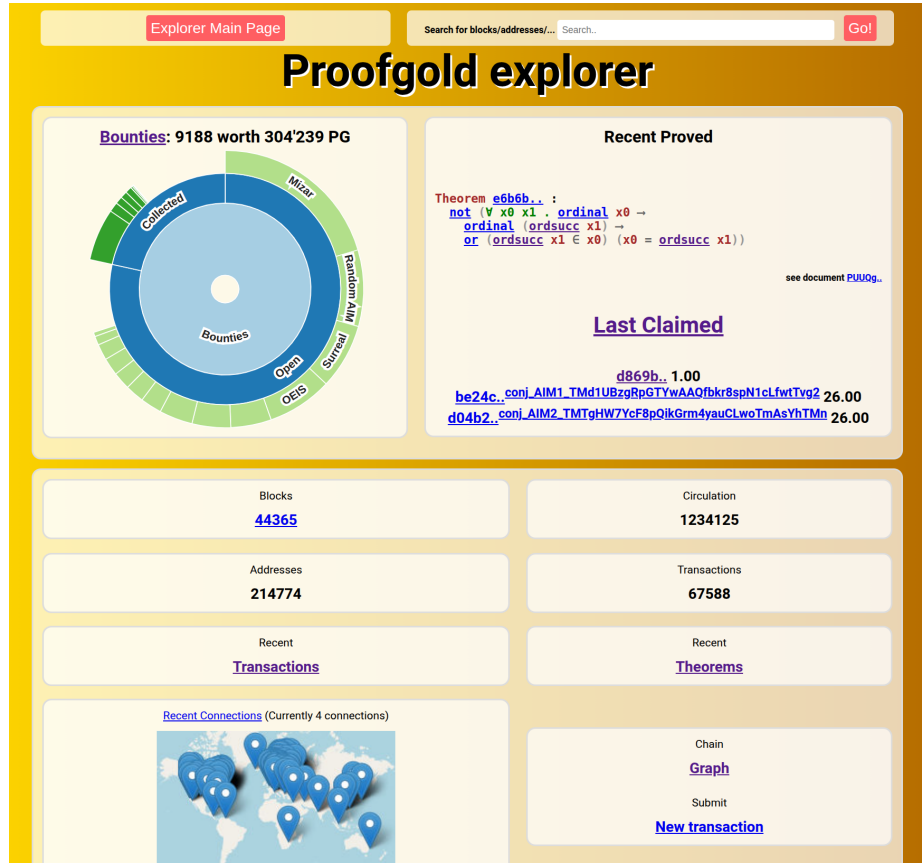 Explorer Main Page
Search for blocks/addresses/... Search.. Go!
Proofgold explorer
Bounties: 9188 worth 304'239 PG
Collected
Mizar
Random AIM
Surreal
OEIS
Open
Bounties
Recent Proved
Theorem e6b6b.. :
not (∀ x0 x1 . ordinal x0 →
ordinal (ordsucc x1) →
or (ordsucc x1 ∈ x0) (x0 = ordsucc x1))
see document PUUQg..
Last Claimed
d869b.. 1.00
be24c..conj_AIM1_TMd1UBzgRpGTYwAAQfbkr8spN1cLfwtTvg2 26.00
d04b2..conj_AIM2_TMTgHW7YcF8pQikGrm4yauCLwoTmAsYhTMn 26.00
Blocks
44365
Circulation
1234125
Addresses
214774
Transactions
67588
Recent
Transactions
Recent
Theorems
Recent Connections (Currently 4 connections)
Chain
Graph
Submit
New transaction